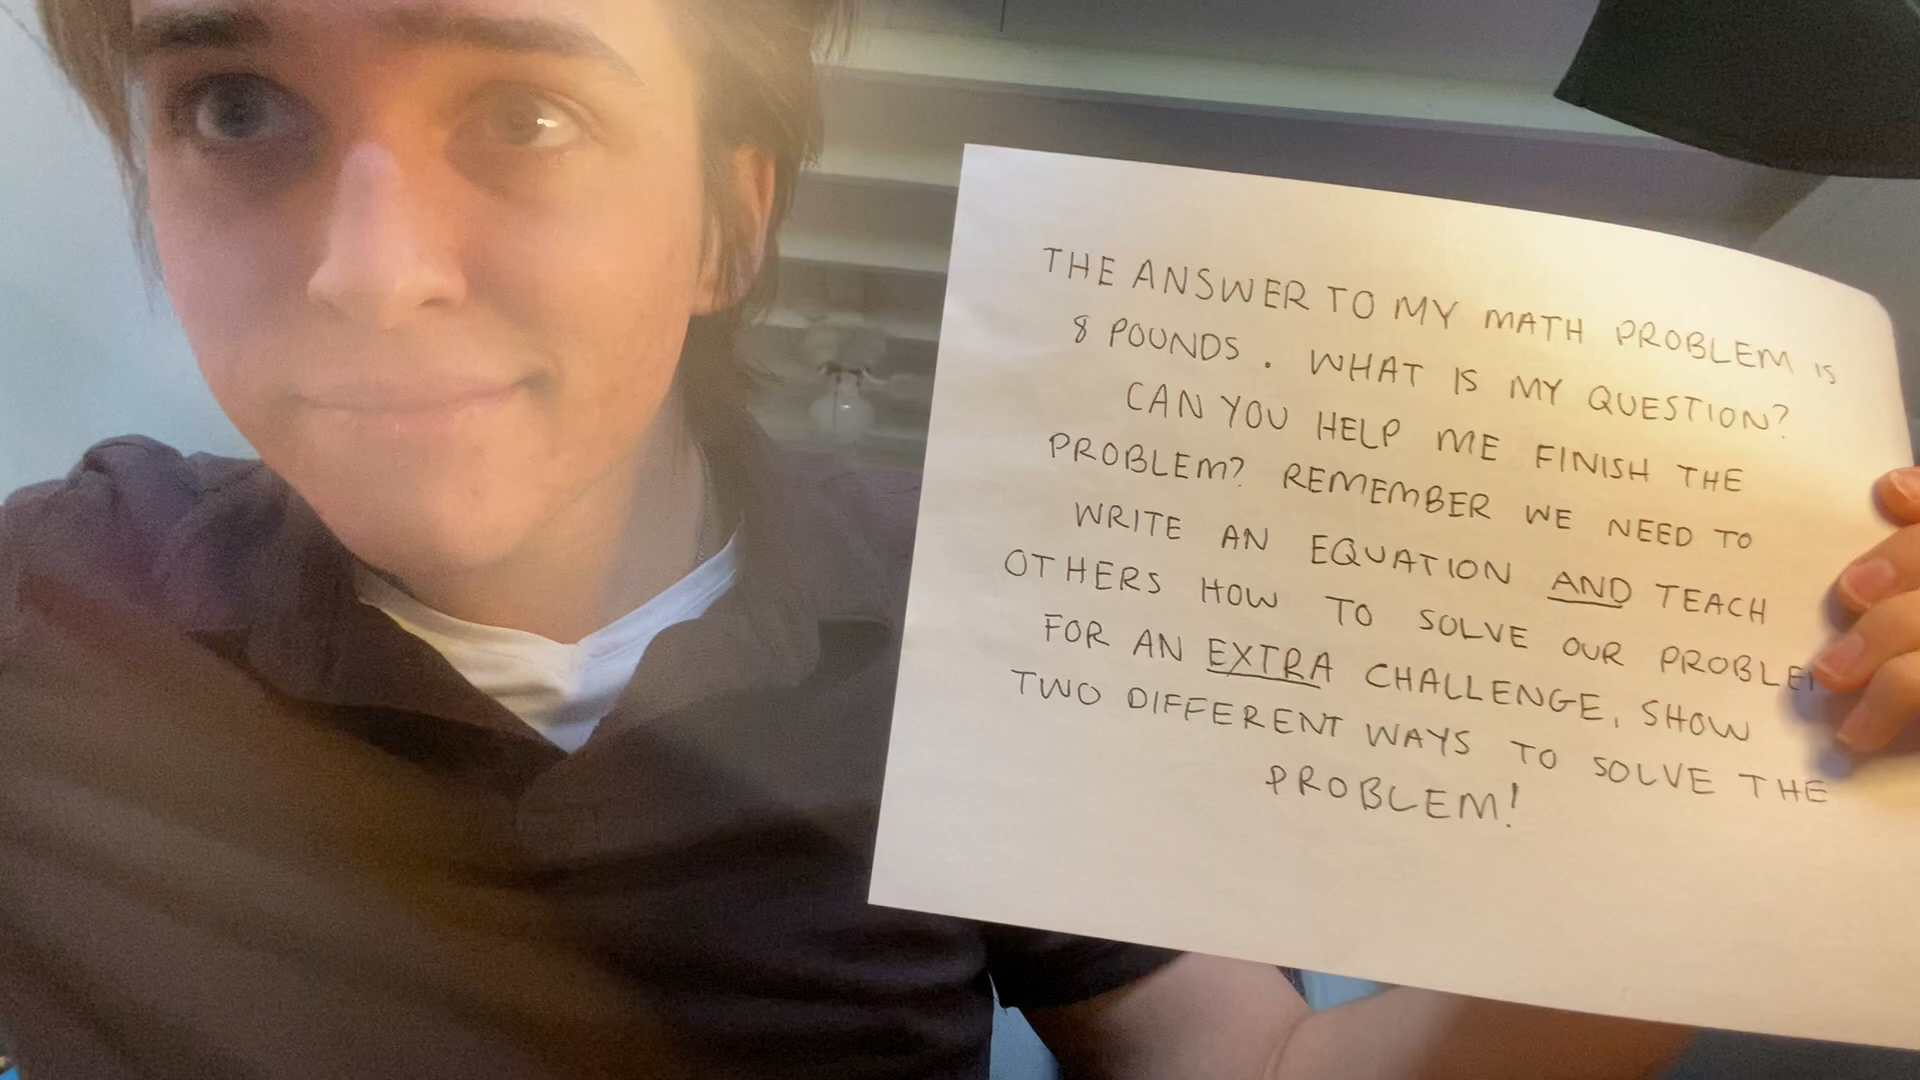 THE ANSWER TO MY MATH PROBLEM IS
8 POUNDS. WHAT IS MY QUESTION?
CAN YOU HELP ME FINISH THE
PROBLEM? REMEMBER WE NEED TO
WRITE AN EQUATION AND TEACH
OTHERS HOW TO SOLVE OUR
FOR AN EXTRA CHALLENGE, SHOW
TWO DIFFERENT WAYS TO SOLVE THE
PROBLEM!